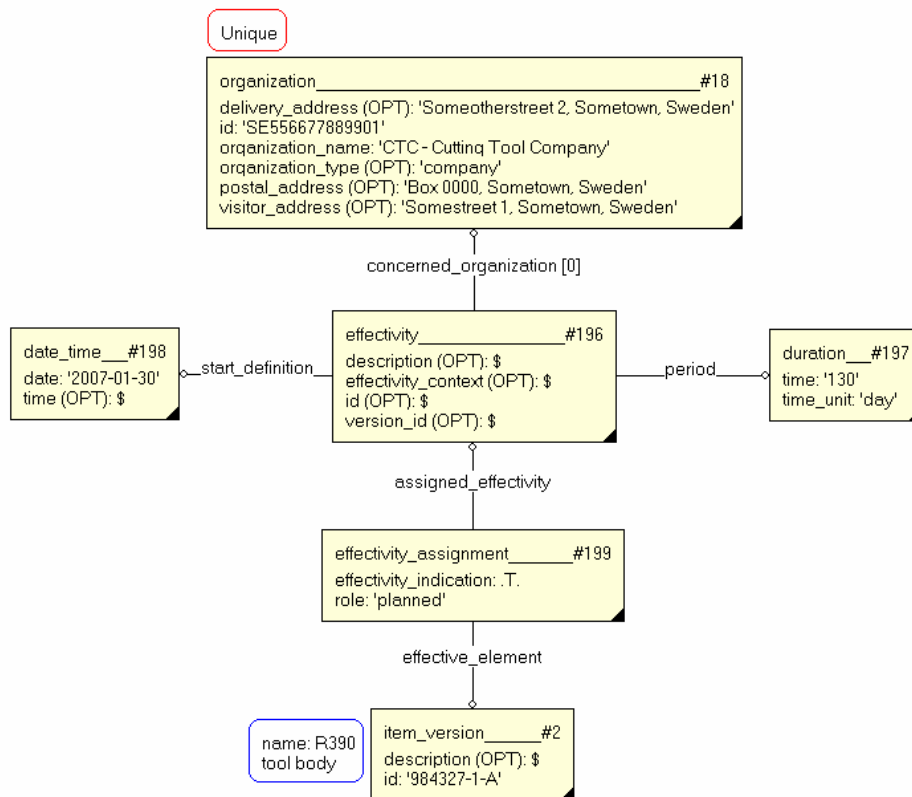 Unique
organization #18
delivery_address (OPT): 'Someotherstreet 2, Sometown, Sweden'
id: 'SE556677889901'
organization_name: 'CTC - Cutting Tool Company'
organization_type (OPT): 'company'
postal_address (OPT): 'Box 0000, Sometown, Sweden'
visitor_address (OPT): 'Somestreet 1, Sometown, Sweden'
concerned_organization [0]
date_time___#198
date: '2007-01-30'
time (OPT): $
start_definition
effectivity #196
description (OPT): $
effectivity_context (OPT): $
id (OPT): $
version_id (OPT): $
period
duration___#197
time: '130'
time_unit: 'day'
assigned_effectivity
effectivity_assignment #199
effectivity_indication: .T.
role: 'planned'
effective_element
name: R390
tool body
item_version #2
description (OPT): $
id: '984327-1-A'